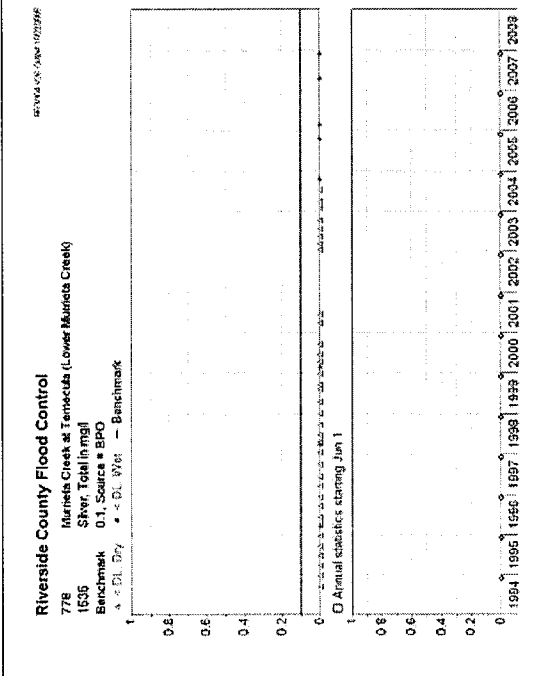 Riverside County Flood Control
778 Murrieta Creek at Temecula (Lower Murrieta Creek)
1535 Silver, Total in mg/l
Benchmark 0.1, Source = BPO
< DL Dry < DL Wet — Benchmark
1
0.8
0.6
0.4
0.2
0
Annual statistics starting Jun 1
1
0.8
0.6
0.4
0.2
0
1994 1995 1996 1997 1998 1999 2000 2001 2002 2003 2004 2005 2006 2007 2008